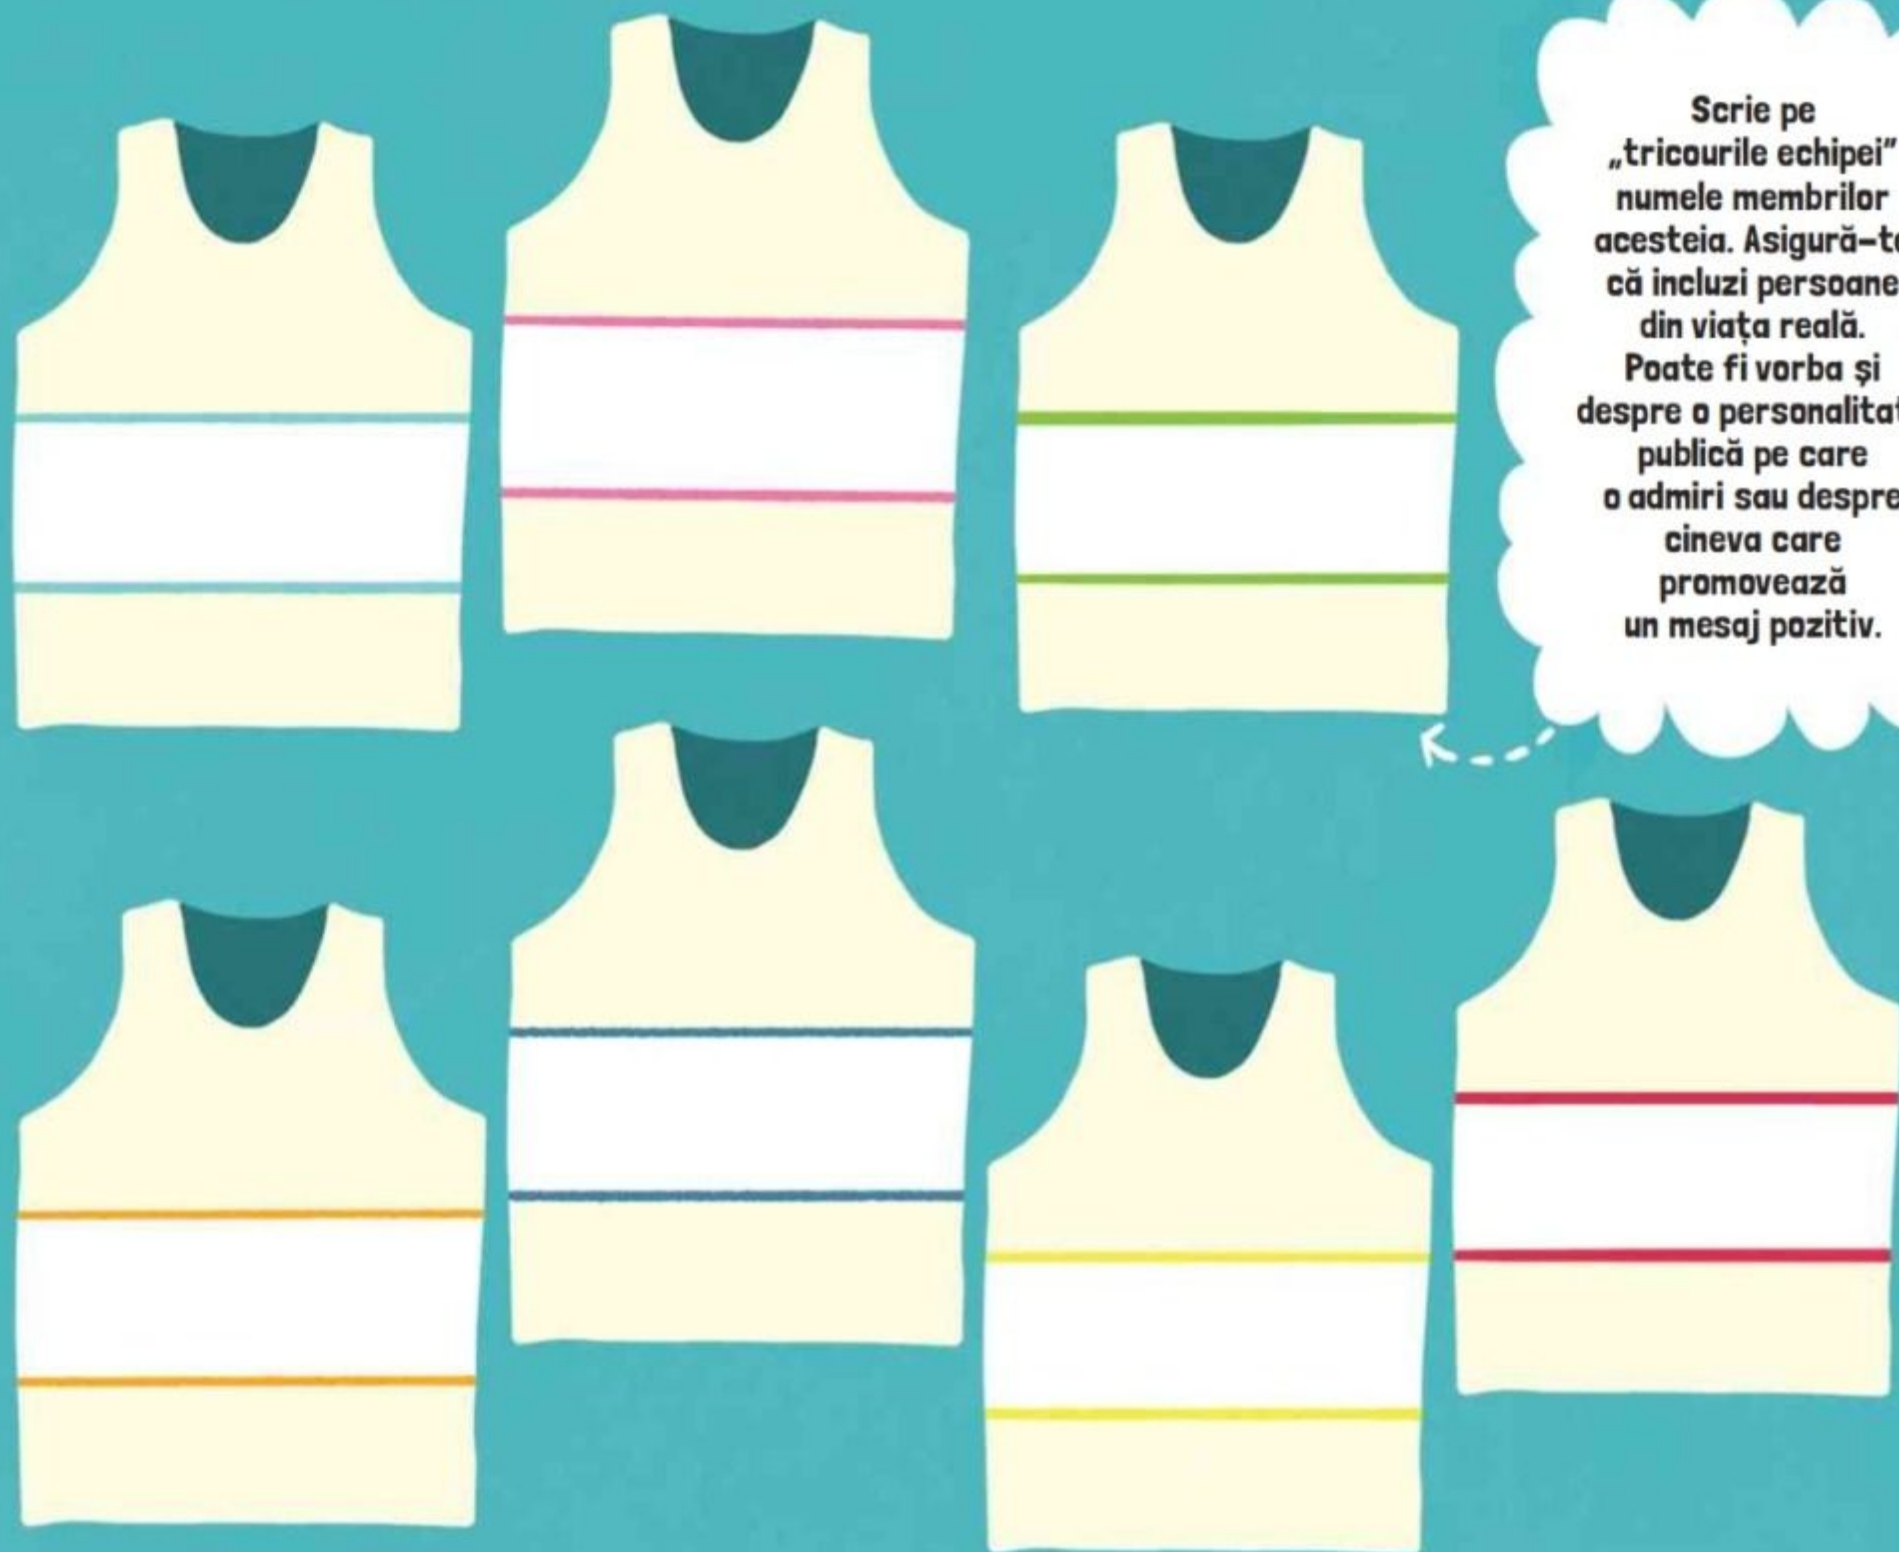 Scrie pe
„tricourile echipei”
numele membrilor
acesteia. Asigură-te
că incluzi persoane
din viața reală.
Poate fi vorba și
despre o personalitat
publică pe care
o admiri sau despre
cineva care
promovează
un mesaj pozitiv.